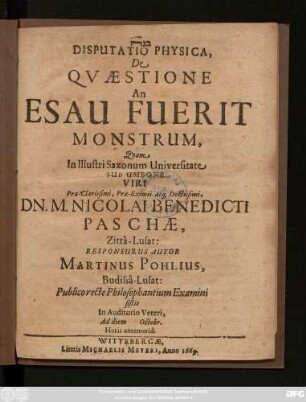 DISPUTATIO PHYSICA,
De
QVÆSTIONE
An
ESAU FUERIT
MONSTRUM,
Quam
In Illustri Saxonum Universitate
SUB UMBONE
VIRI
Præ-Clarissimi, Præ-Eximii atq; Doctissimi,
DN. M. NICOLAI BENEDICTI
PASCHÆ,
Zittâ-Lusat:
RESPONSURUS AUTOR
MARTINUS POHLIUS,
Budisiâ-Lusat:
Publico rectè Philosophantium Examini
sistit
In Auditorio Veteri,
Ad diem Octobr.
Horis antemerid.
WITTEBERGÆ,
Literis MICHAELIS MEYERI, Anno 1669.